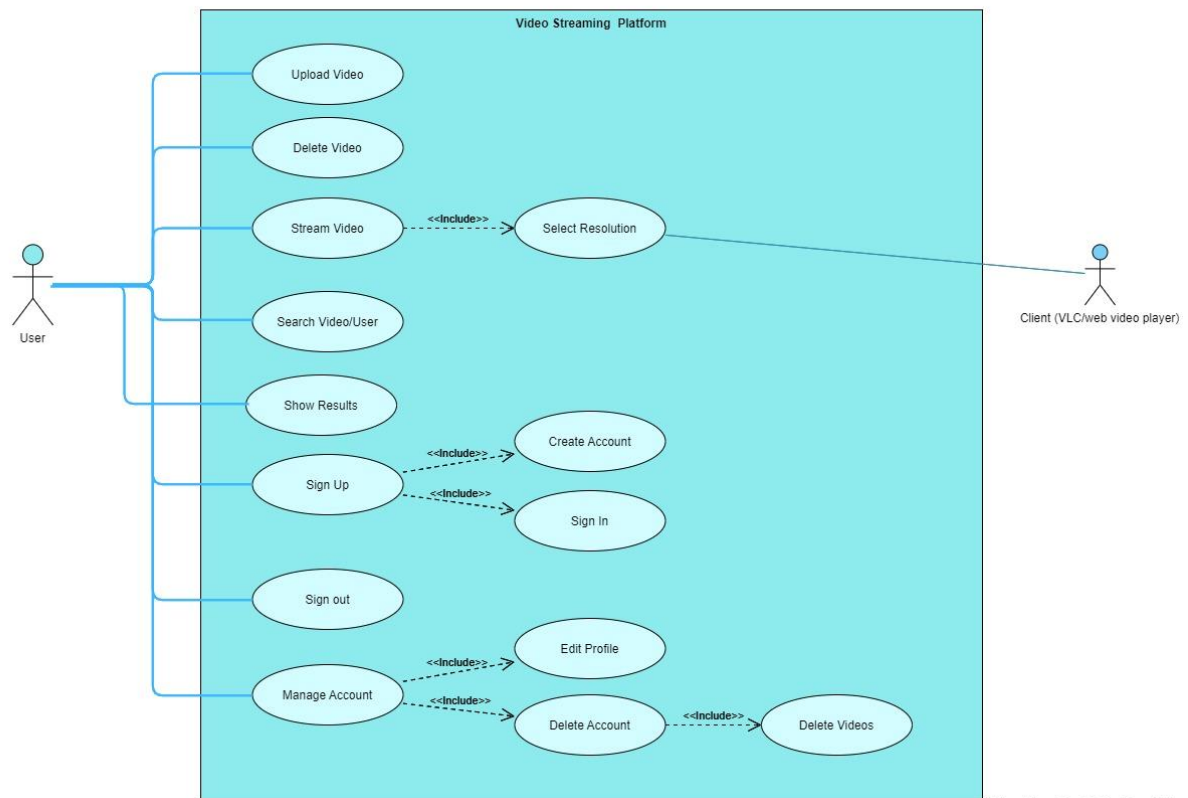 Video Streaming Platform
Upload Video
Delete Video
Stream Video
<<Include>>
Select Resolution
User
Client (VLC/web video player)
Search Video/User
Show Results
Sign Up
<<Include>>
Create Account
<<Include>>
Sign In
Sign out
Manage Account
<<Include>>
Edit Profile
<<Include>>
Delete Account
<<Include>>
Delete Videos